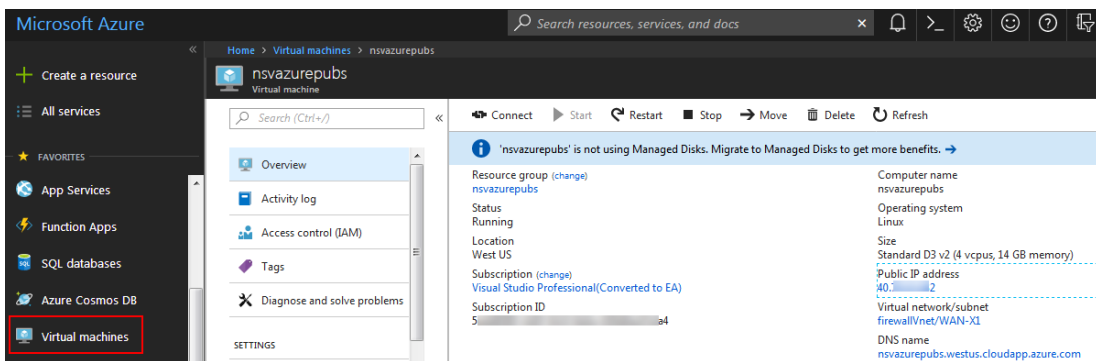 Microsoft Azure
Search resources, services, and docs
Home > Virtual machines > nsvazurepubs
Create a resource
nsvazurepubs
Virtual machine
All services
Search (Ctrl+/)
Connect Start Restart Stop Move Delete Refresh
'nsvazurepubs' is not using Managed Disks. Migrate to Managed Disks to get more benefits. →
FAVORITES
App Services
Function Apps
SQL databases
Azure Cosmos DB
Virtual machines
Overview
Activity log
Access control (IAM)
Tags
Diagnose and solve problems
SETTINGS
Resource group (change)
nsvazurepubs
Status
Running
Location
West US
Subscription (change)
Visual Studio Professional(Converted to EA)
Subscription ID
5 a4
Computer name
nsvazurepubs
Operating system
Linux
Size
Standard D3 v2 (4 vcpus, 14 GB memory)
Public IP address
40. 2
Virtual network/subnet
firewallVnet/WAN-X1
DNS name
nsvazurepubs.westus.cloudapp.azure.com